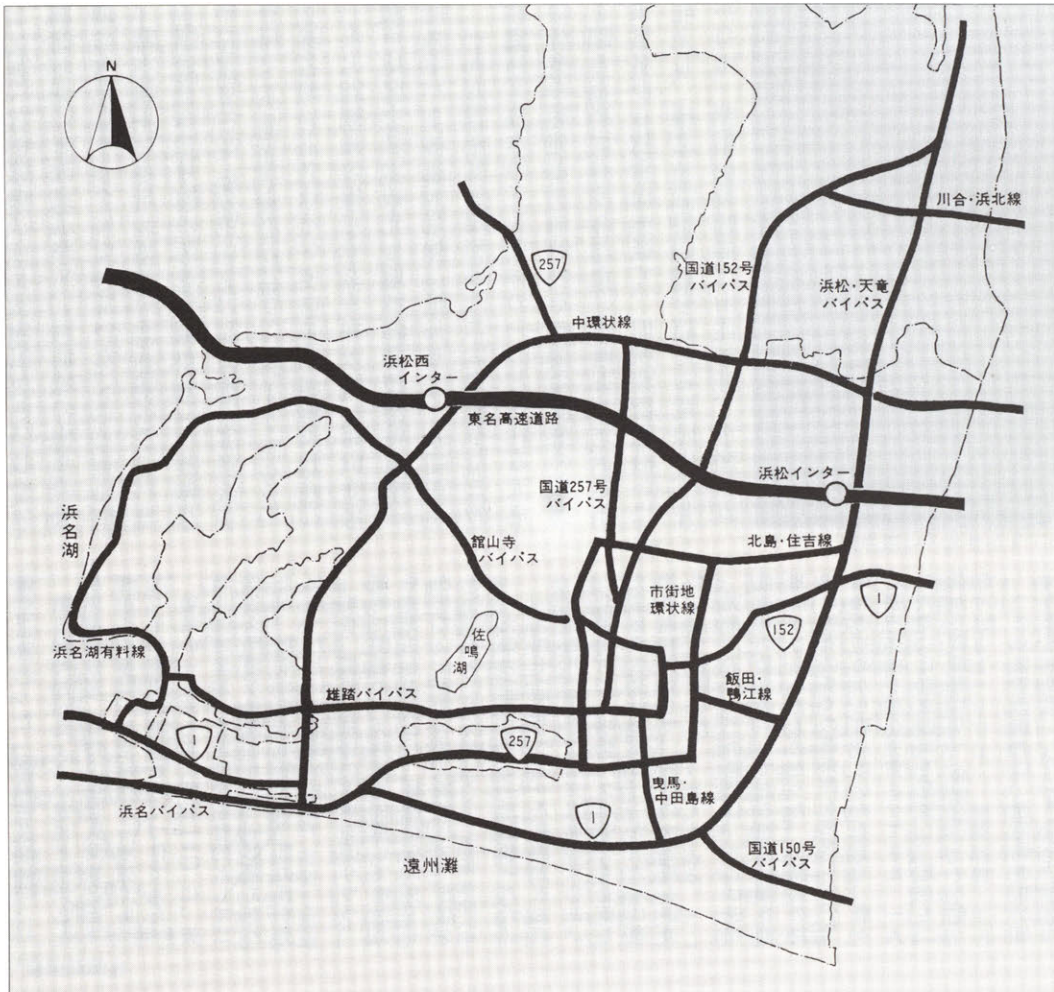 N
川合・浜北線
257
国道152号
バイパス
浜松・天竜
バイパス
中環状線
浜松西
インター
東名高速道路
浜松インター
国道257号
バイパス
浜名湖
館山寺
バイパス
北島・住吉線
市街地
環状線
1
152
佐鳴湖
浜名湖有料線
飯田・
鴨江線
雄踏バイパス
1
257
曳馬・
中田島線
浜名バイパス
1
国道150号
バイパス
遠州灘